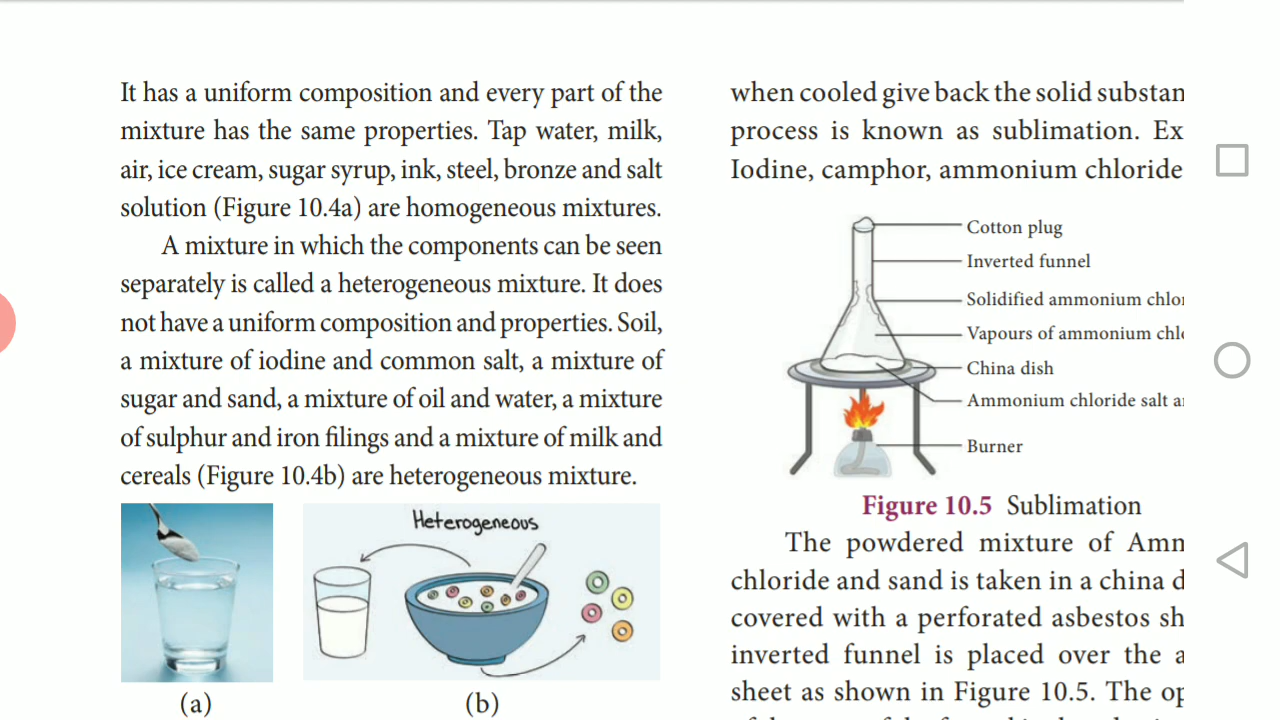 It has a uniform composition and every part of the
mixture has the same properties. Tap water, milk,
air, ice cream, sugar syrup, ink, steel, bronze and salt
solution (Figure 10.4a) are homogeneous mixtures.
A mixture in which the components can be seen
separately is called a heterogeneous mixture. It does
not have a uniform composition and properties. Soil,
a mixture of iodine and common salt, a mixture of
sugar and sand, a mixture of oil and water, a mixture
of sulphur and iron filings and a mixture of milk and
cereals (Figure 10.4b) are heterogeneous mixture.
Heterogeneous
(a)
(b)
when cooled give back the solid substan
process is known as sublimation. Ex
Iodine, camphor, ammonium chloride
Cotton plug
Inverted funnel
Solidified ammonium chlor
Vapours of ammonium chlo
China dish
Ammonium chloride salt a
Burner
Figure 10.5 Sublimation
The powdered mixture of Amm
chloride and sand is taken in a china d
covered with a perforated asbestos sh
inverted funnel is placed over the a
sheet as shown in Figure 10.5. The op